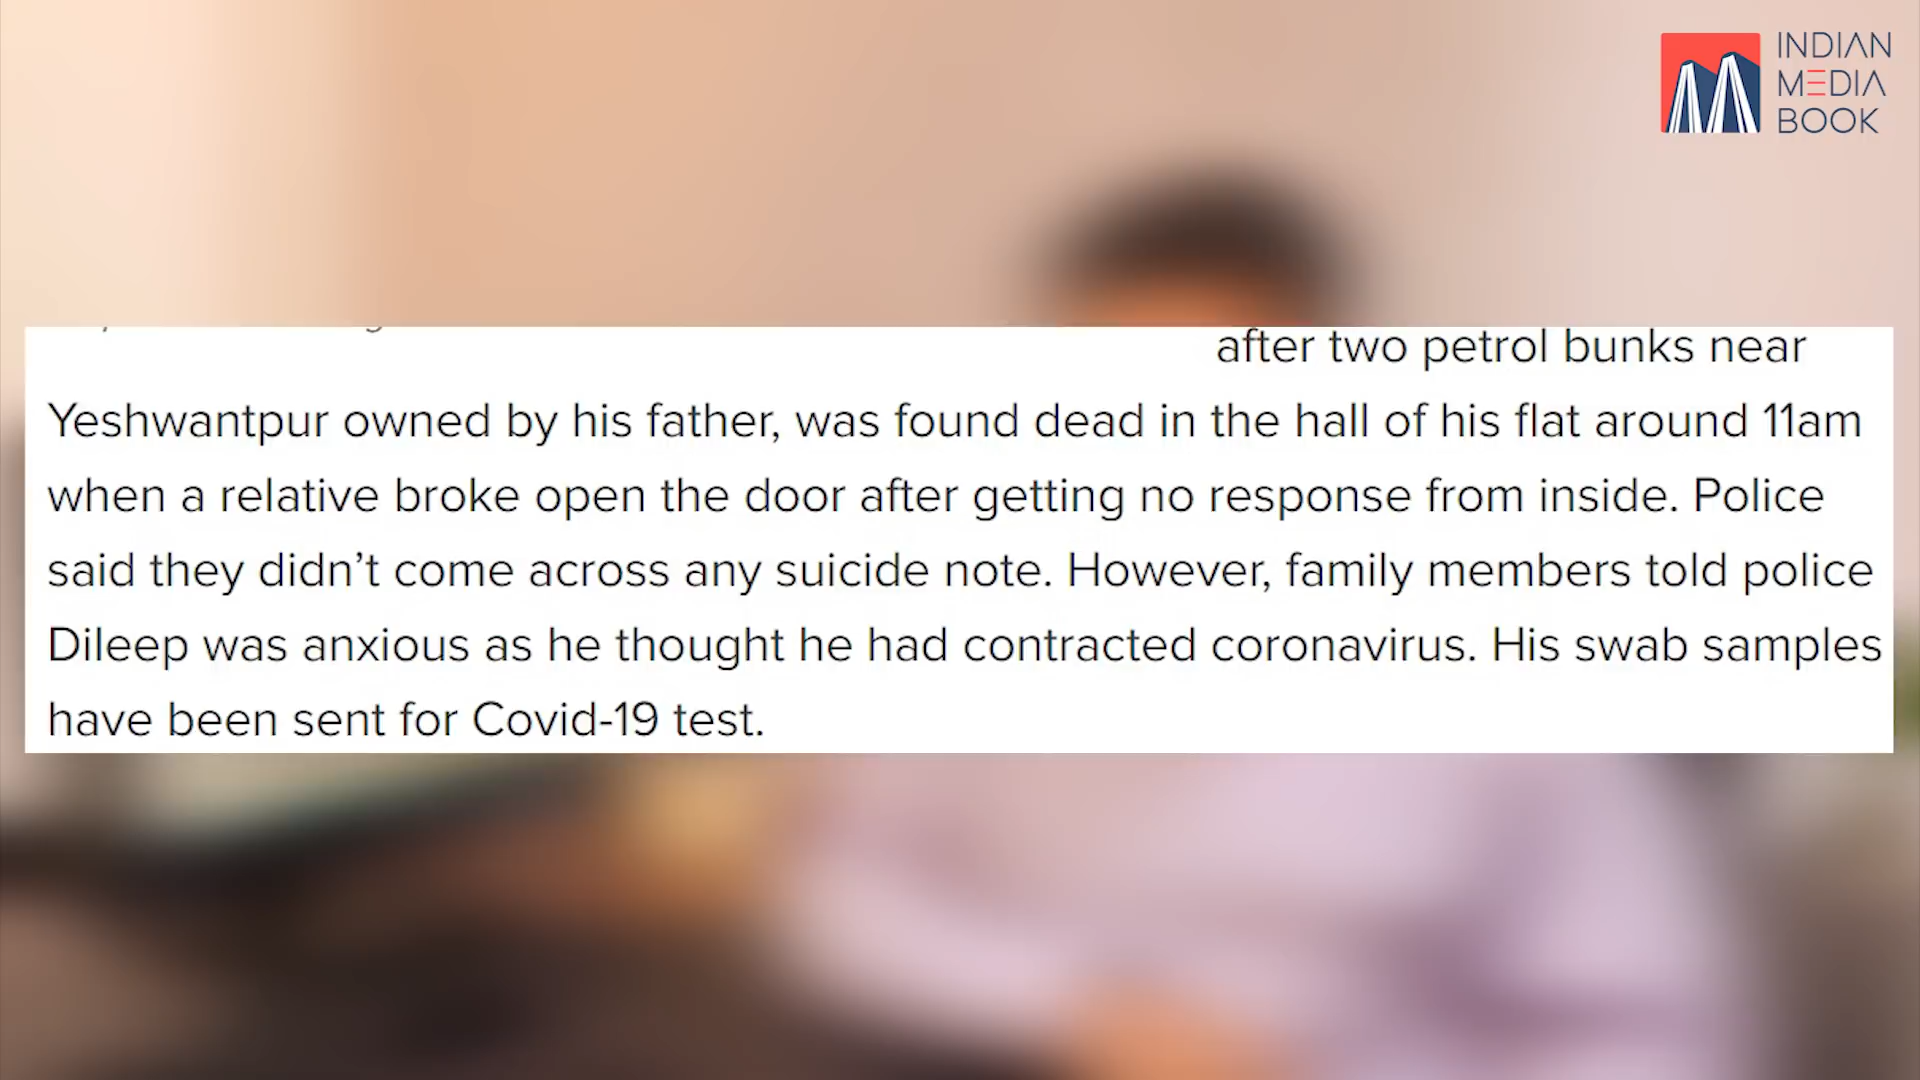 INDIAN
MEDIA
BOOK
after two petrol bunks near
Yeshwantpur owned by his father, was found dead in the hall of his flat around 11am
when a relative broke open the door after getting no response from inside. Police
said they didn’t come across any suicide note. However, family members told police
Dileep was anxious as he thought he had contracted coronavirus. His swab samples
have been sent for Covid-19 test.